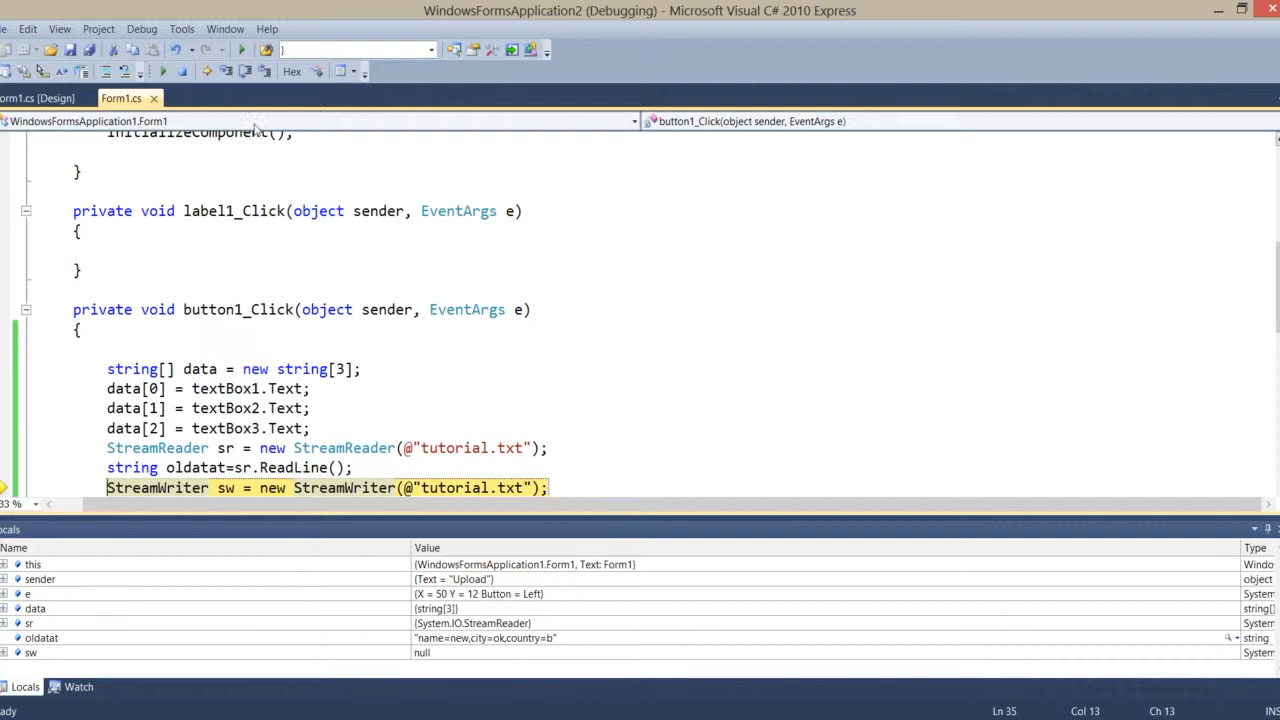 WindowsFormsApplication2 (Debugging) - Microsoft Visual C# 2010 Express
Edit View Project Debug Tools Window Help
}
Hex
orm1.cs [Design] Form1.cs
WindowsFormsApplication1.Form1 button1_Click(object sender, EventArgs e)
InitializeComponent();
}
private void label1_Click(object sender, EventArgs e)
{
}
private void button1_Click(object sender, EventArgs e)
{
string[] data = new string[3];
data[0] = textBox1.Text;
data[1] = textBox2.Text;
data[2] = textBox3.Text;
StreamReader sr = new StreamReader(@"tutorial.txt");
string oldatat=sr.ReadLine();
StreamWriter sw = new StreamWriter(@"tutorial.txt");
33 %
ocals
Name Value Type
this {WindowsFormsApplication1.Form1, Text: Form1} Windo
sender {Text = "Upload"} object
e {X = 50 Y = 12 Button = Left} System
data {string[3]} string[]
sr {System.IO.StreamReader} System
oldatat "name=new,city=ok,country=b" string
sw null System
Locals Watch
ady Ln 35 Col 13 Ch 13 INS